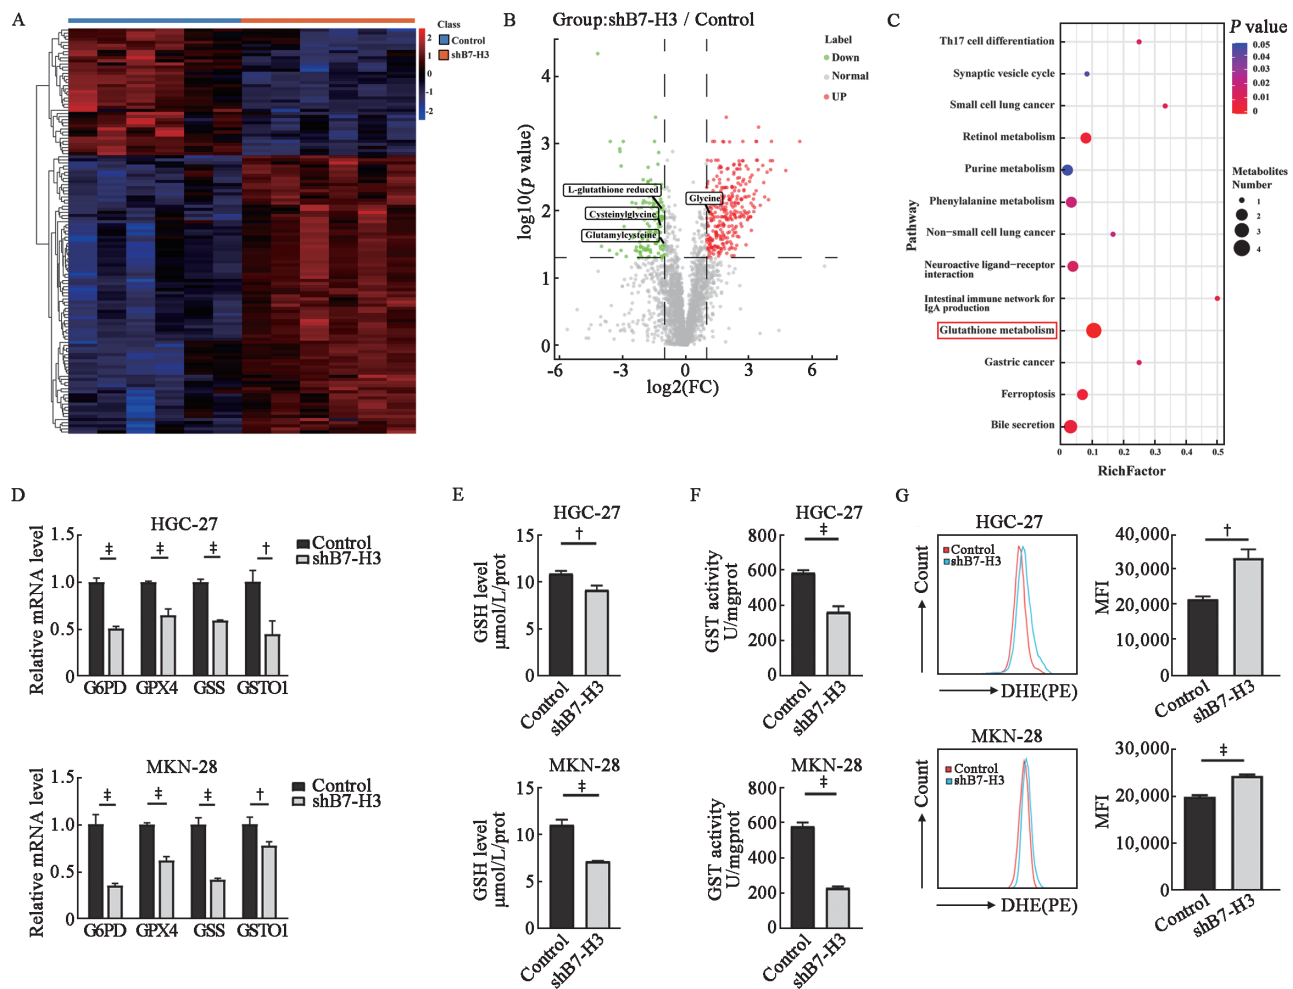 A
Class
Control
shB7-H3
2
1
0
-1
-2
B
Group:shB7-H3 / Control
Label
Down
Normal
UP
log10(p value)
4
3
2
1
0
L-glutathione reduced
Cysteinylglycine
Glutamylcysteine
Glycine
-6
-3
0
3
6
log2(FC)
C
P value
0.05
0.04
0.03
0.02
0.01
0
Metabolites
Number
1
2
3
4
Pathway
Th17 cell differentiation
Synaptic vesicle cycle
Small cell lung cancer
Retinol metabolism
Purine metabolism
Phenylalanine metabolism
Non-small cell lung cancer
Neuroactive ligand-receptor
interaction
Intestinal immune network for
IgA production
Glutathione metabolism
Gastric cancer
Ferroptosis
Bile secretion
0
0.1
0.2
0.3
0.4
0.5
RichFactor
D
HGC-27
Relative mRNA level
1.5
1.0
0.5
0
‡ ‡ ‡ †
Control
shB7-H3
G6PD GPX4 GSS GSTO1
MKN-28
Relative mRNA level
1.5
1.0
0.5
0
‡ ‡ ‡ †
Control
shB7-H3
G6PD GPX4 GSS GSTO1
E
HGC-27
GSH level
μmol/L/prot
15
10
5
0
†
Control
shB7-H3
MKN-28
GSH level
μmol/L/prot
15
10
5
0
‡
Control
shB7-H3
F
HGC-27
GST activity
U/mgprot
800
600
400
200
0
‡
Control
shB7-H3
MKN-28
GST activity
U/mgprot
800
600
400
200
0
‡
Control
shB7-H3
G
HGC-27
Control
shB7-H3
Count
DHE(PE)
MFI
40,000
30,000
20,000
10,000
0
†
Control
shB7-H3
MKN-28
Control
shB7-H3
Count
DHE(PE)
MFI
30,000
20,000
10,000
0
‡
Control
shB7-H3